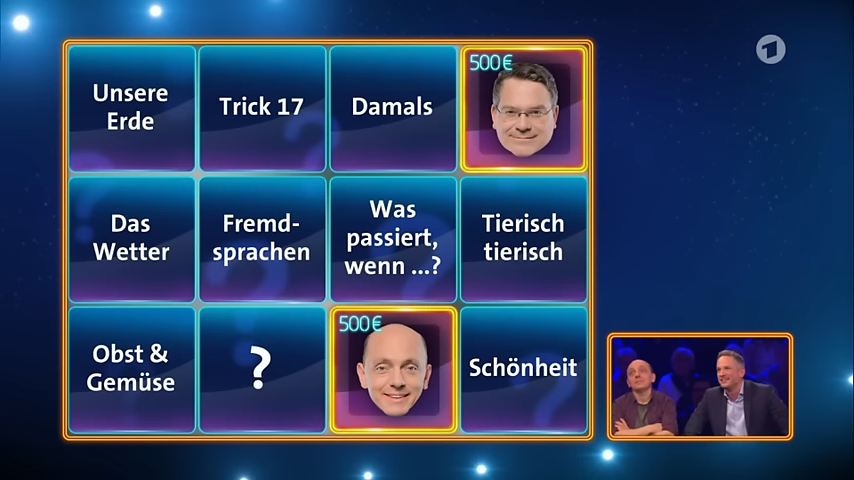 Unsere
Erde
Trick 17
Damals
500€
Das
Wetter
Fremd-
sprachen
Was
passiert,
wenn ...?
Tierisch
tierisch
Obst &
Gemüse
?
500€
Schönheit
1